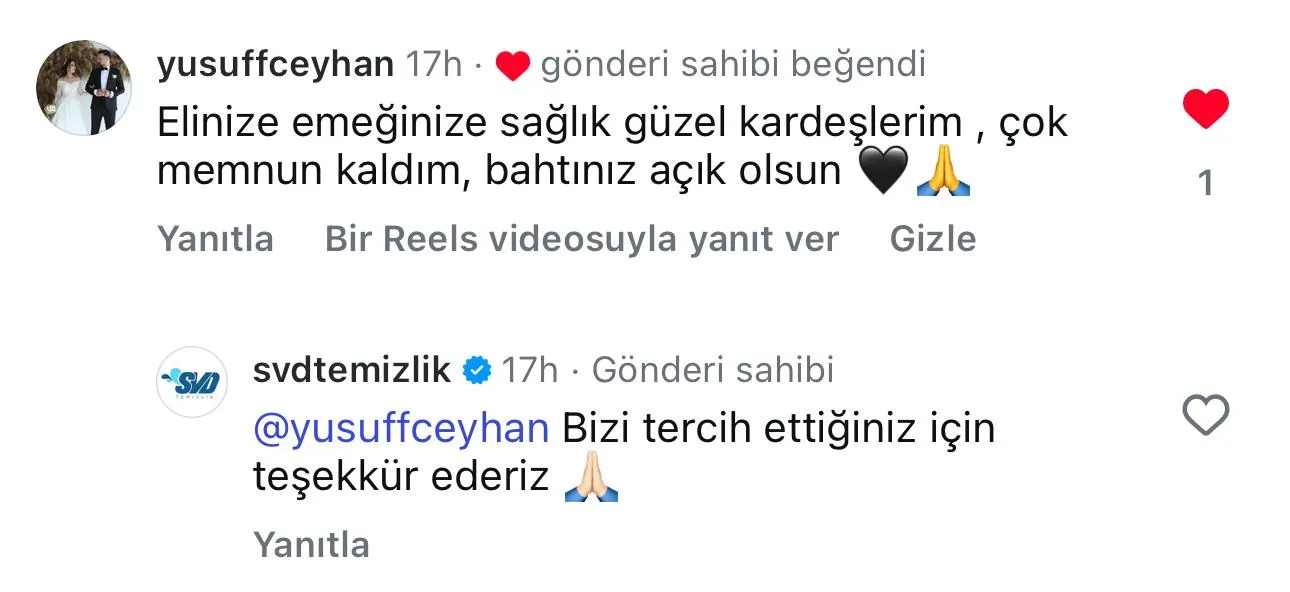 yusuffceyhan 17h · ❤️ gönderi sahibi beğendi
Elinize emeğinize sağlık güzel kardeşlerim , çok
memnun kaldım, bahtınız açık olsun 🖤🙏
1
Yanıtla Bir Reels videosuyla yanıt ver Gizle
SVD
TEMİZLİK
svdtemizlik 17h · Gönderi sahibi
@yusuffceyhan Bizi tercih ettiğiniz için
teşekkür ederiz 🙏🏻
Yanıtla